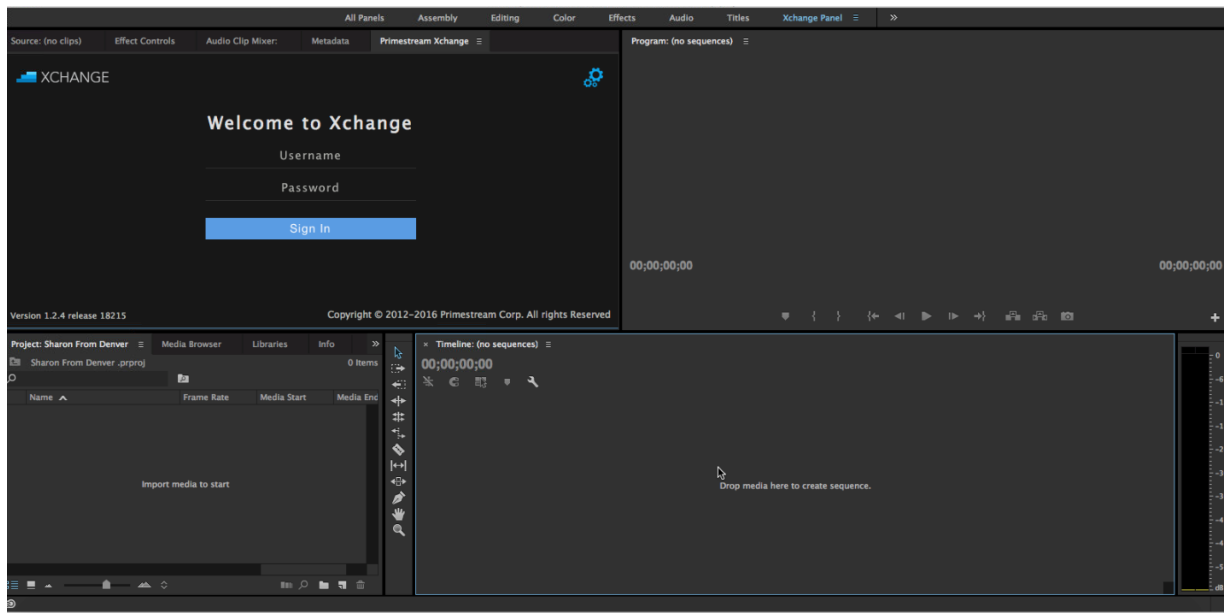 All Panels Assembly Editing Color Effects Audio Titles Xchange Panel
Source: (no clips) Effect Controls Audio Clip Mixer: Metadata Primestream Xchange
Program: (no sequences)
XCHANGE
Welcome to Xchange
Username
Password
Sign In
00;00;00;00 00;00;00;00
Version 1.2.4 release 18215 Copyright © 2012-2016 Primestream Corp. All rights Reserved
Project: Sharon From Denver Media Browser Libraries Info
Sharon From Denver .prproj 0 Items
Name Frame Rate Media Start Media End
Import media to start
× Timeline: (no sequences)
00;00;00;00
Drop media here to create sequence.
0
-6
dB